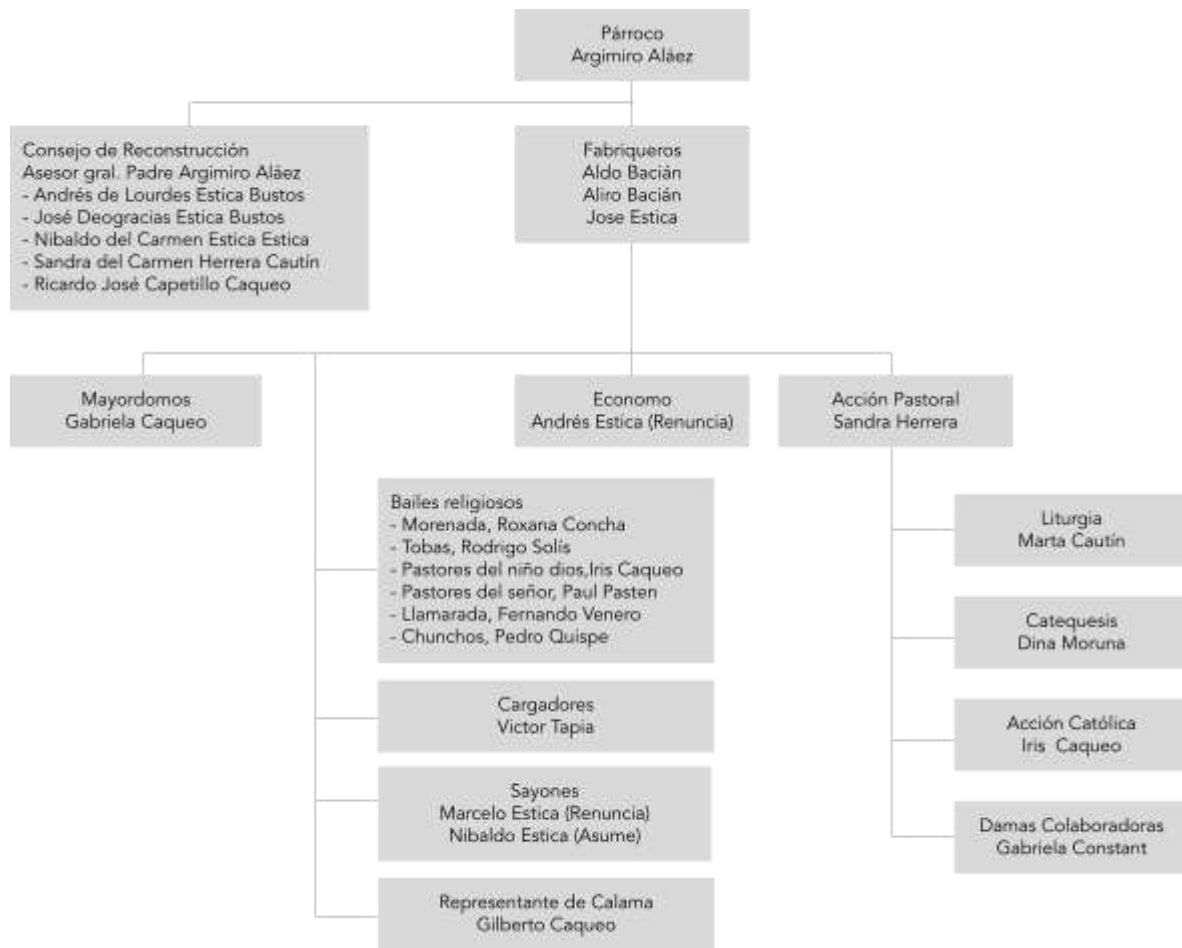 Párroco
Argimiro Aláez
Consejo de Reconstrucción
Asesor gral. Padre Argimiro Aláez
- Andrés de Lourdes Estica Bustos
- José Deogracias Estica Bustos
- Nibaldo del Carmen Estica Estica
- Sandra del Carmen Herrera Cautín
- Ricardo José Capetillo Caqueo
Fabriqueros
Aldo Bacián
Aliro Bacián
Jose Estica
Mayordomos
Gabriela Caqueo
Economo
Andrés Estica (Renuncia)
Acción Pastoral
Sandra Herrera
Bailes religiosos
- Morenada, Roxana Concha
- Tobas, Rodrigo Solís
- Pastores del niño dios,Iris Caqueo
- Pastores del señor, Paul Pasten
- Llamarada, Fernando Venero
- Chunchos, Pedro Quispe
Cargadores
Victor Tapia
Sayones
Marcelo Estica (Renuncia)
Nibaldo Estica (Asume)
Representante de Calama
Gilberto Caqueo
Liturgia
Marta Cautín
Catequesis
Dina Moruna
Acción Católica
Iris Caqueo
Damas Colaboradoras
Gabriela Constant